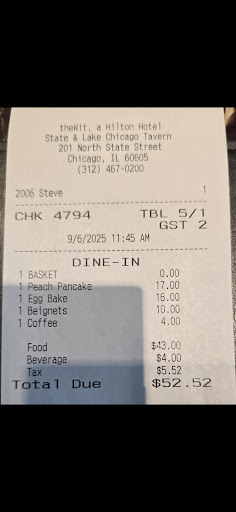 theWit, a Hilton Hotel
State & Lake Chicago Tavern
201 North State Street
Chicago, IL 60605
(312) 467-0200
2006 Steve 1
CHK 4794 TBL 5/1
GST 2
9/6/2025 11:45 AM
DINE-IN
1 BASKET 0.00
1 Peach Pancake 17.00
1 Egg Bake 16.00
1 Beignets 10.00
1 Coffee 4.00
Food $43.00
Beverage $4.00
Tax $5.52
Total Due $52.52